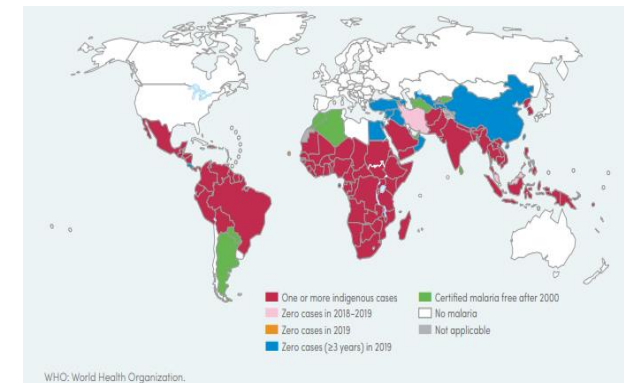 One or more indigenous cases
Zero cases in 2018–2019
Zero cases in 2019
Zero cases (≥3 years) in 2019
Certified malaria free after 2000
No malaria
Not applicable
WHO: World Health Organization.